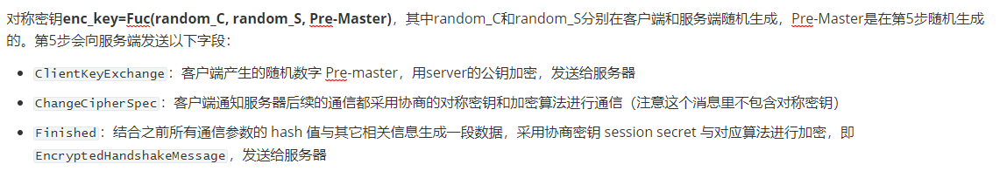 对称密钥enc_key=Fuc(random_C, random_S, Pre-Master)，其中random_C和random_S分别在客户端和服务端随机生成，Pre-Master是在第5步随机生成
的。第5步会向服务端发送以下字段：
ClientKeyExchange：客户端产生的随机数字 Pre-master，用server的公钥加密，发送给服务器
ChangeCipherSpec：客户端通知服务器后续的通信都采用协商的对称密钥和加密算法进行通信（注意这个消息里不包含对称密钥）
Finished：结合之前所有通信参数的 hash 值与其它相关信息生成一段数据，采用协商密钥 session secret 与对应算法进行加密，即
EncryptedHandshakeMessage，发送给服务器